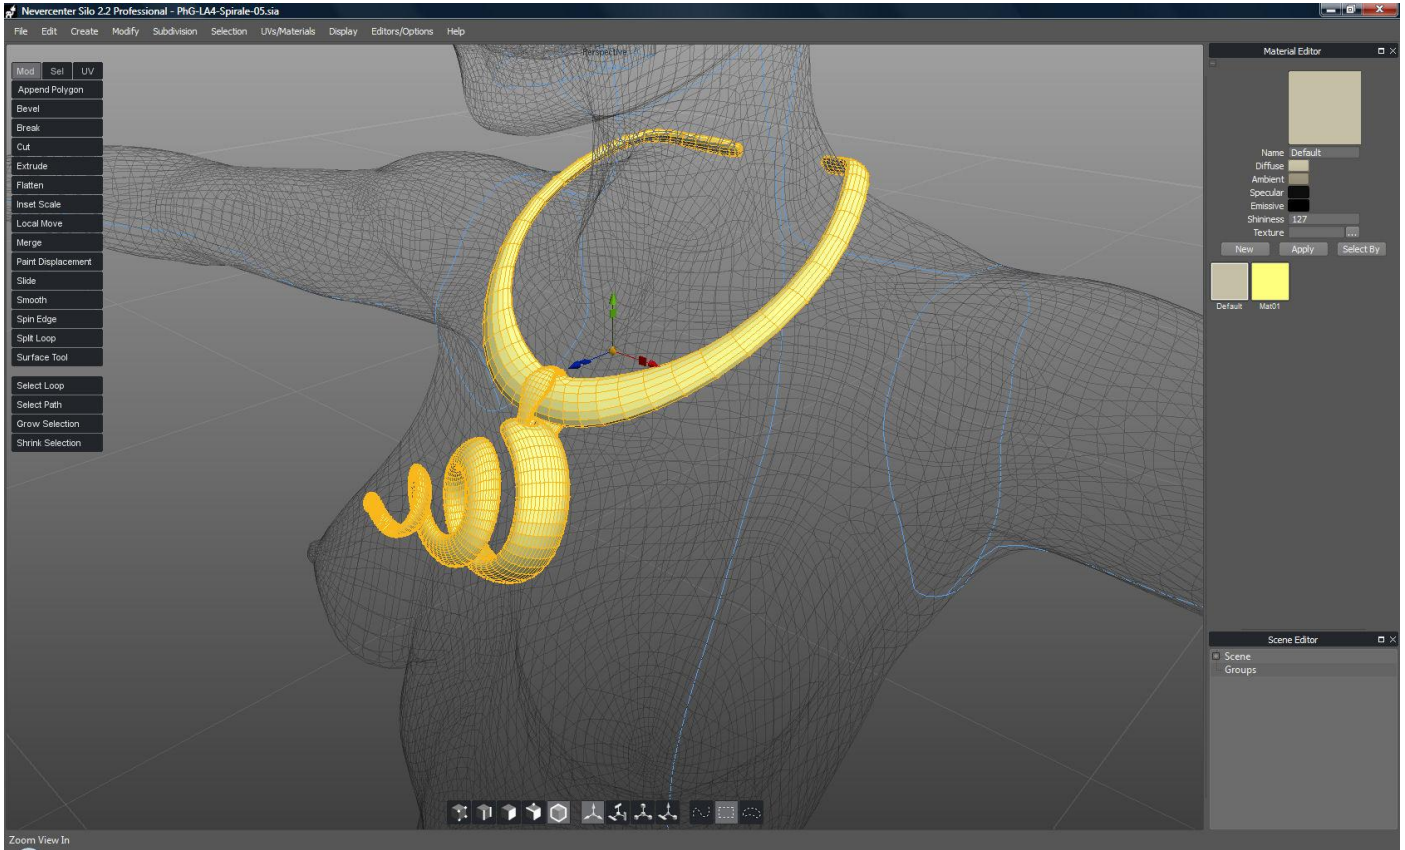 Nevercenter Silo 2.2 Professional - PhG-LA4-Spirale-05.sia
File Edit Create Modify Subdivision Selection UVs/Materials Display Editors/Options Help
Perspective
Mod Sel UV
Append Polygon
Bevel
Break
Cut
Extrude
Flatten
Inset Scale
Local Move
Merge
Paint Displacement
Slide
Smooth
Spin Edge
Split Loop
Surface Tool
Select Loop
Select Path
Grow Selection
Shrink Selection
Material Editor
Name Default
Diffuse
Ambient
Specular
Emissive
Shininess 127
Texture ...
New Apply Select By
Default Mat01
Scene Editor
Scene
Groups
Zoom View In